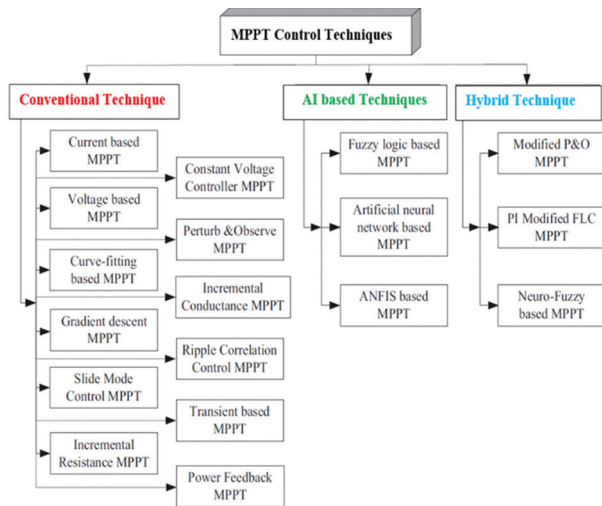 MPPT Control Techniques
Conventional Technique
Current based
MPPT
Constant Voltage
Controller MPPT
Voltage based
MPPT
Perturb &Observe
MPPT
Curve-fitting
based MPPT
Incremental
Conductance MPPT
Gradient descent
MPPT
Ripple Correlation
Control MPPT
Slide Mode
Control MPPT
Transient based
MPPT
Incremental
Resistance MPPT
Power Feedback
MPPT
AI based Techniques
Fuzzy logic based
MPPT
Artificial neural
network based
MPPT
ANFIS based
MPPT
Hybrid Technique
Modified P&O
MPPT
PI Modified FLC
MPPT
Neuro-Fuzzy
based MPPT